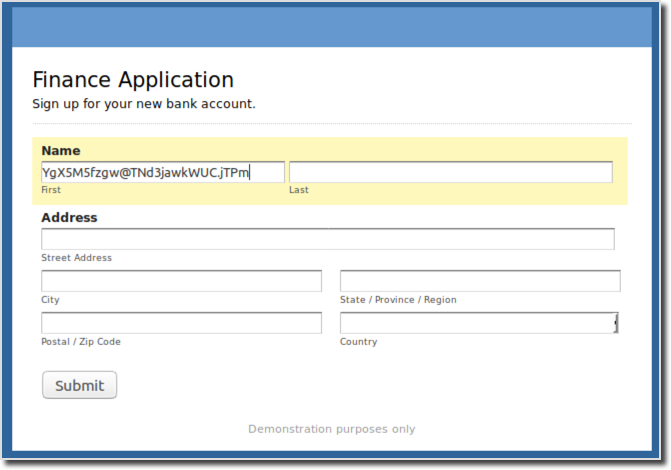 Finance Application
Sign up for your new bank account.
Name
YgX5M5fzgw@TNd3jawkWUC.jTPm
First Last
Address
Street Address
City State / Province / Region
Postal / Zip Code Country
Submit
Demonstration purposes only